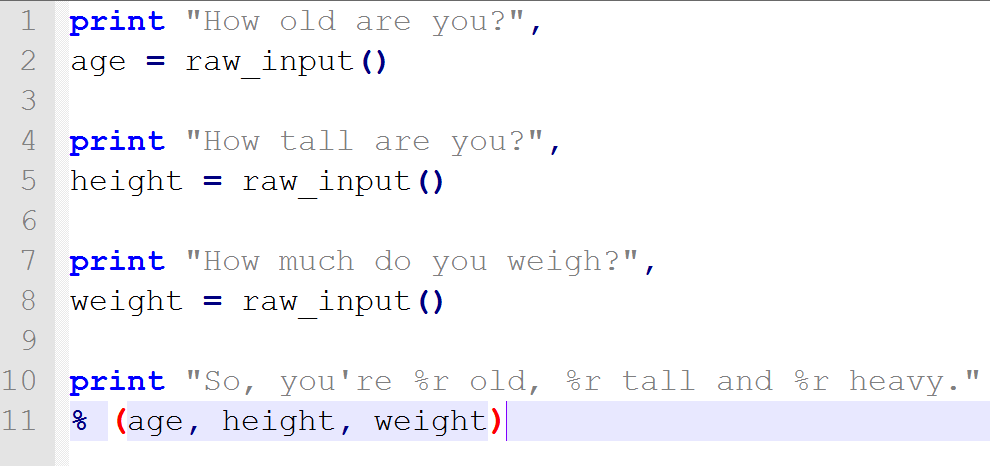 1 print "How old are you?",
2 age = raw_input()
3
4 print "How tall are you?",
5 height = raw_input()
6
7 print "How much do you weigh?",
8 weight = raw_input()
9
10 print "So, you're %r old, %r tall and %r heavy."
11 % (age, height, weight)